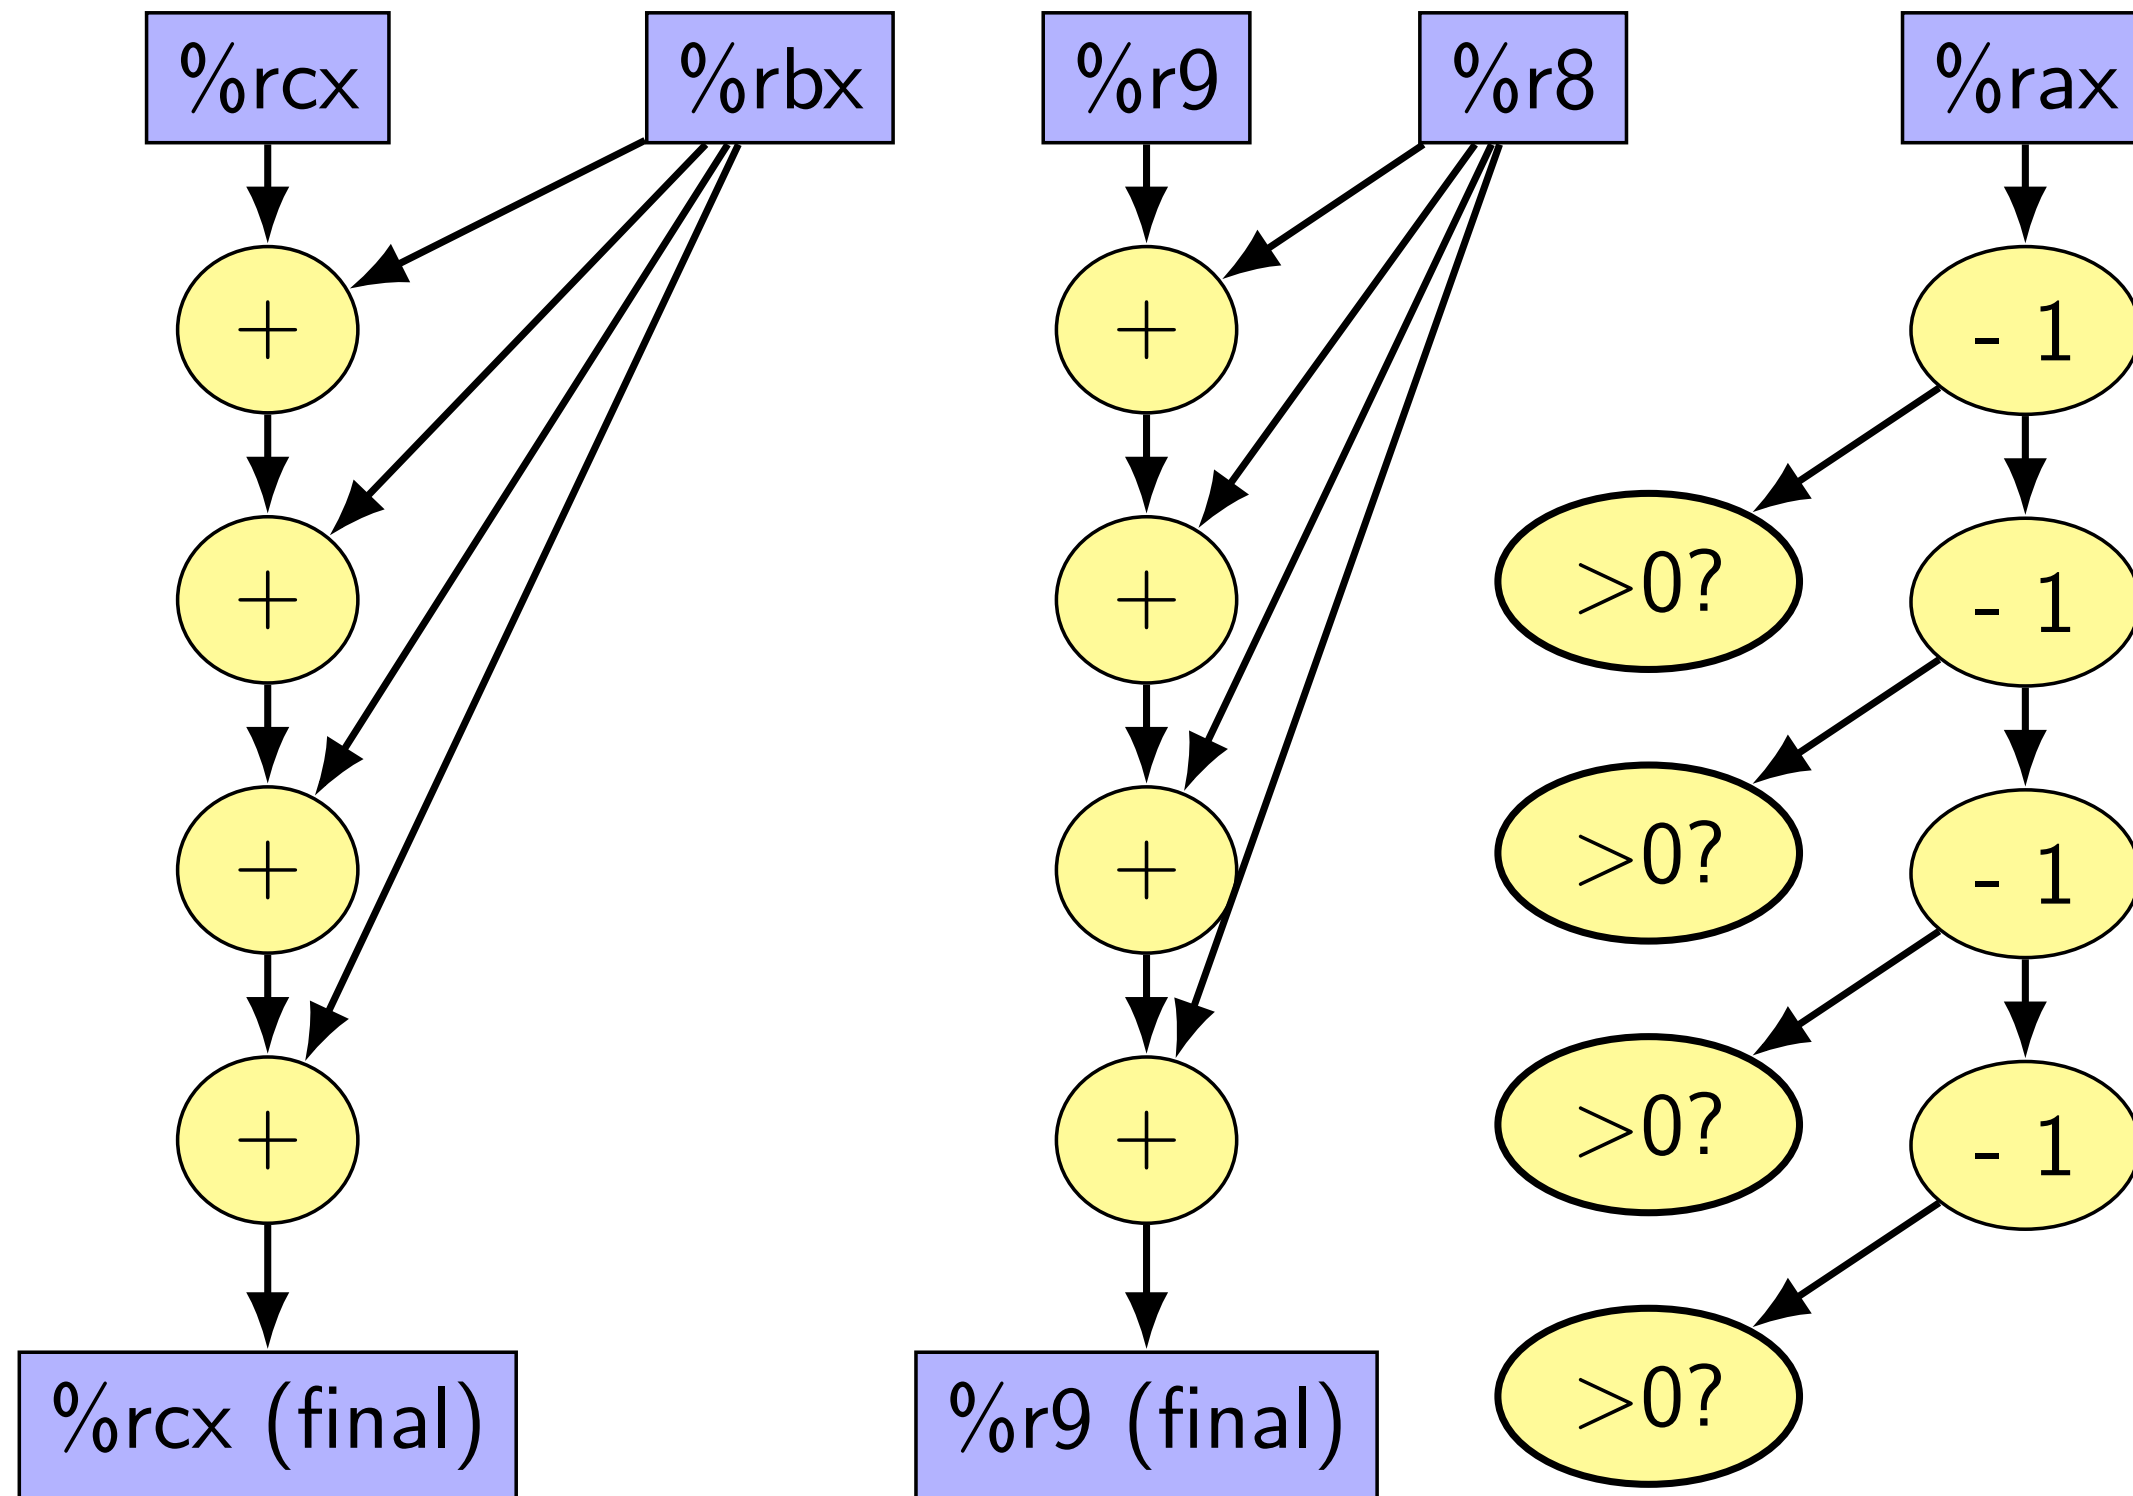 %rcx
%rbx
%r9
%r8
%rax
+
+
- 1
>0?
+
+
- 1
>0?
+
+
- 1
>0?
+
+
- 1
>0?
%rcx (final)
%r9 (final)